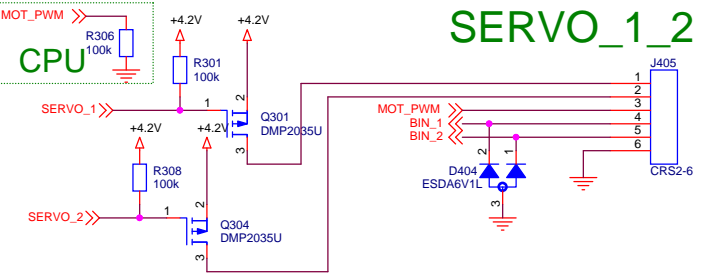 MOT_PWM
R306
100k
CPU
+4.2V
+4.2V
SERVO_1_2
R301
100k
2
J405
SERVO_1
1
Q301
DMP2035U
3
MOT_PWM
BIN_1
BIN_2
1
2
3
4
5
6
CRS2-6
+4.2V
+4.2V
R308
100k
2
1
D404
ESDA6V1L
3
SERVO_2
1
2
Q304
DMP2035U
3